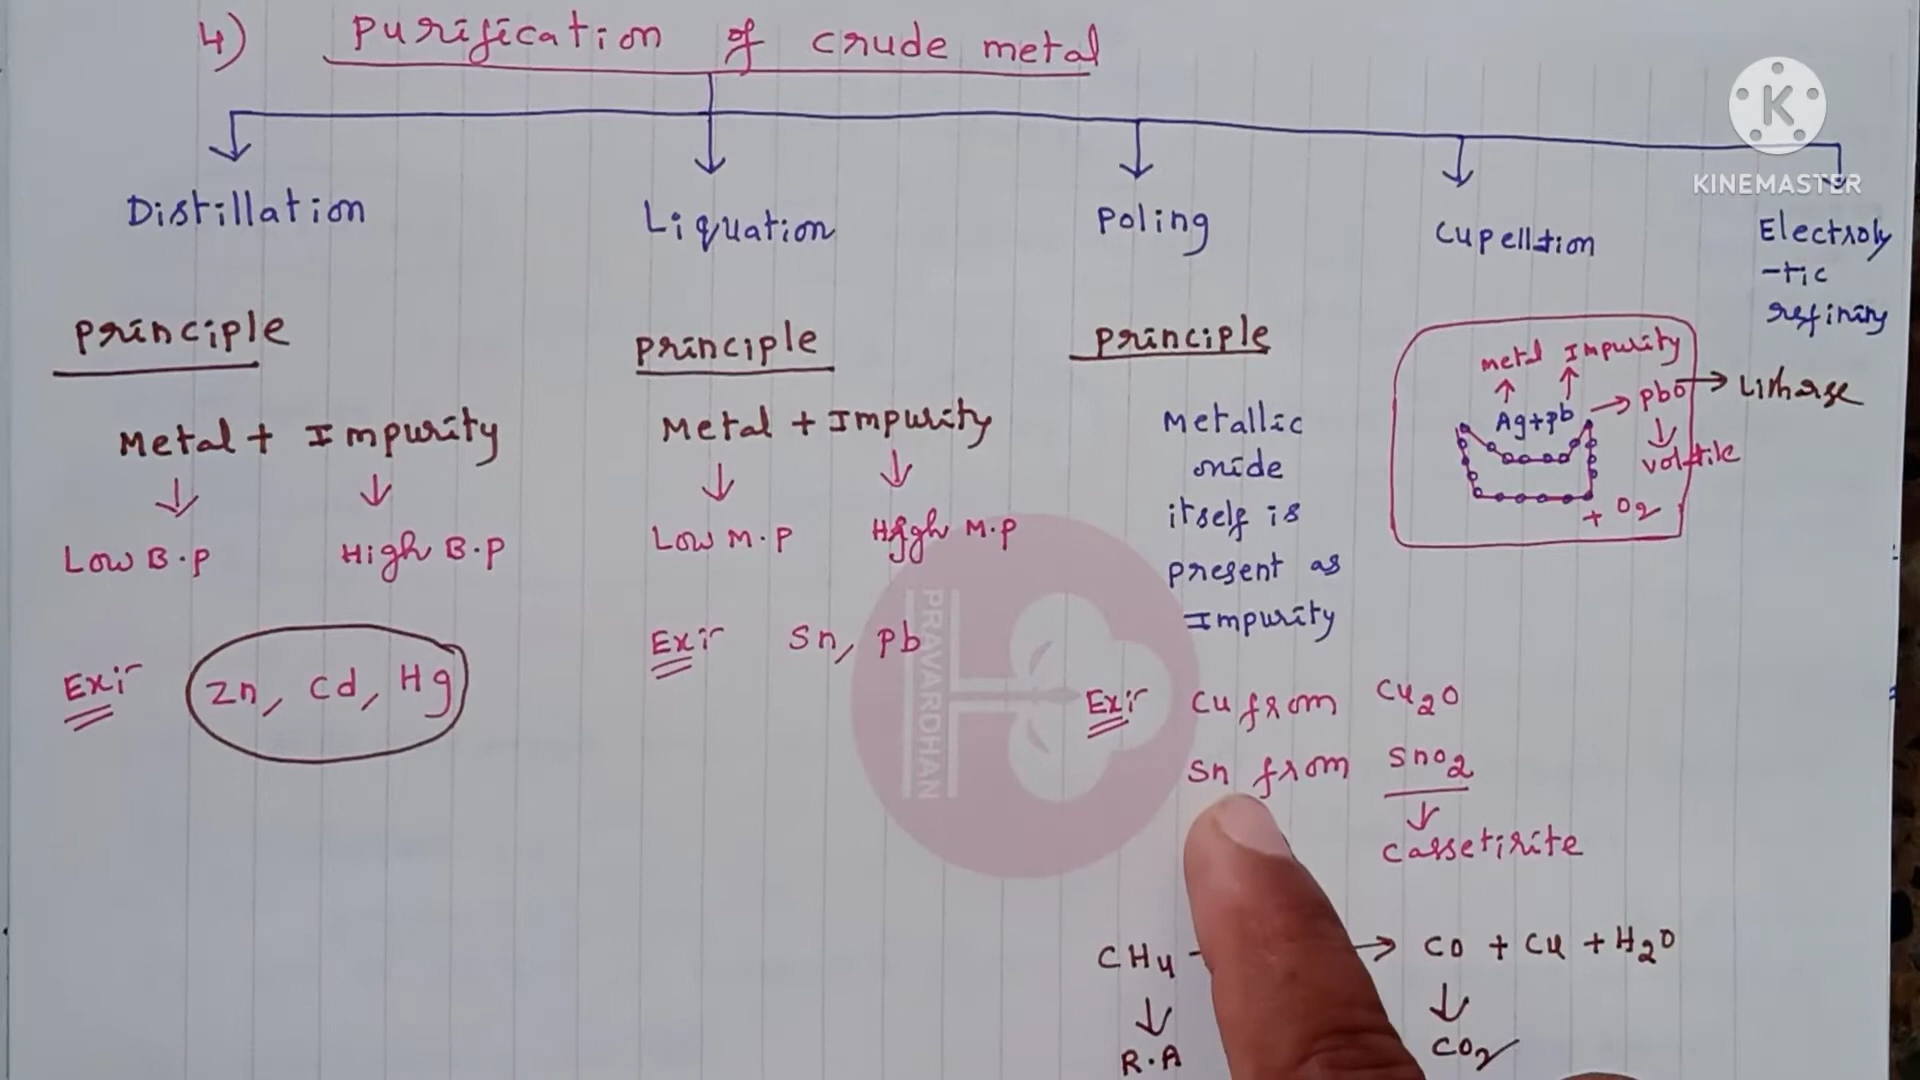 4) Purification of crude metal
KINEMASTER
Distillation
Liquation
Poling
Cupellation
Electroly
-tic
refining
Principle
Metal + Impurity
Low B.P
High B.P
Ex:- Zn, Cd, Hg
Principle
Metal + Impurity
Low M.P
High M.P
Ex:- Sn, Pb
Principle
Metallic
oxide
itself is
present as
Impurity
Ex:- Cu from Cu2O
Sn from SnO2
Cassetirite
CH4 → CO + Cu + H2O
R.A
CO2
metal Impurity
Ag+Pb → PbO → Litharge
volatile
+ O2
PRAVARDHAN